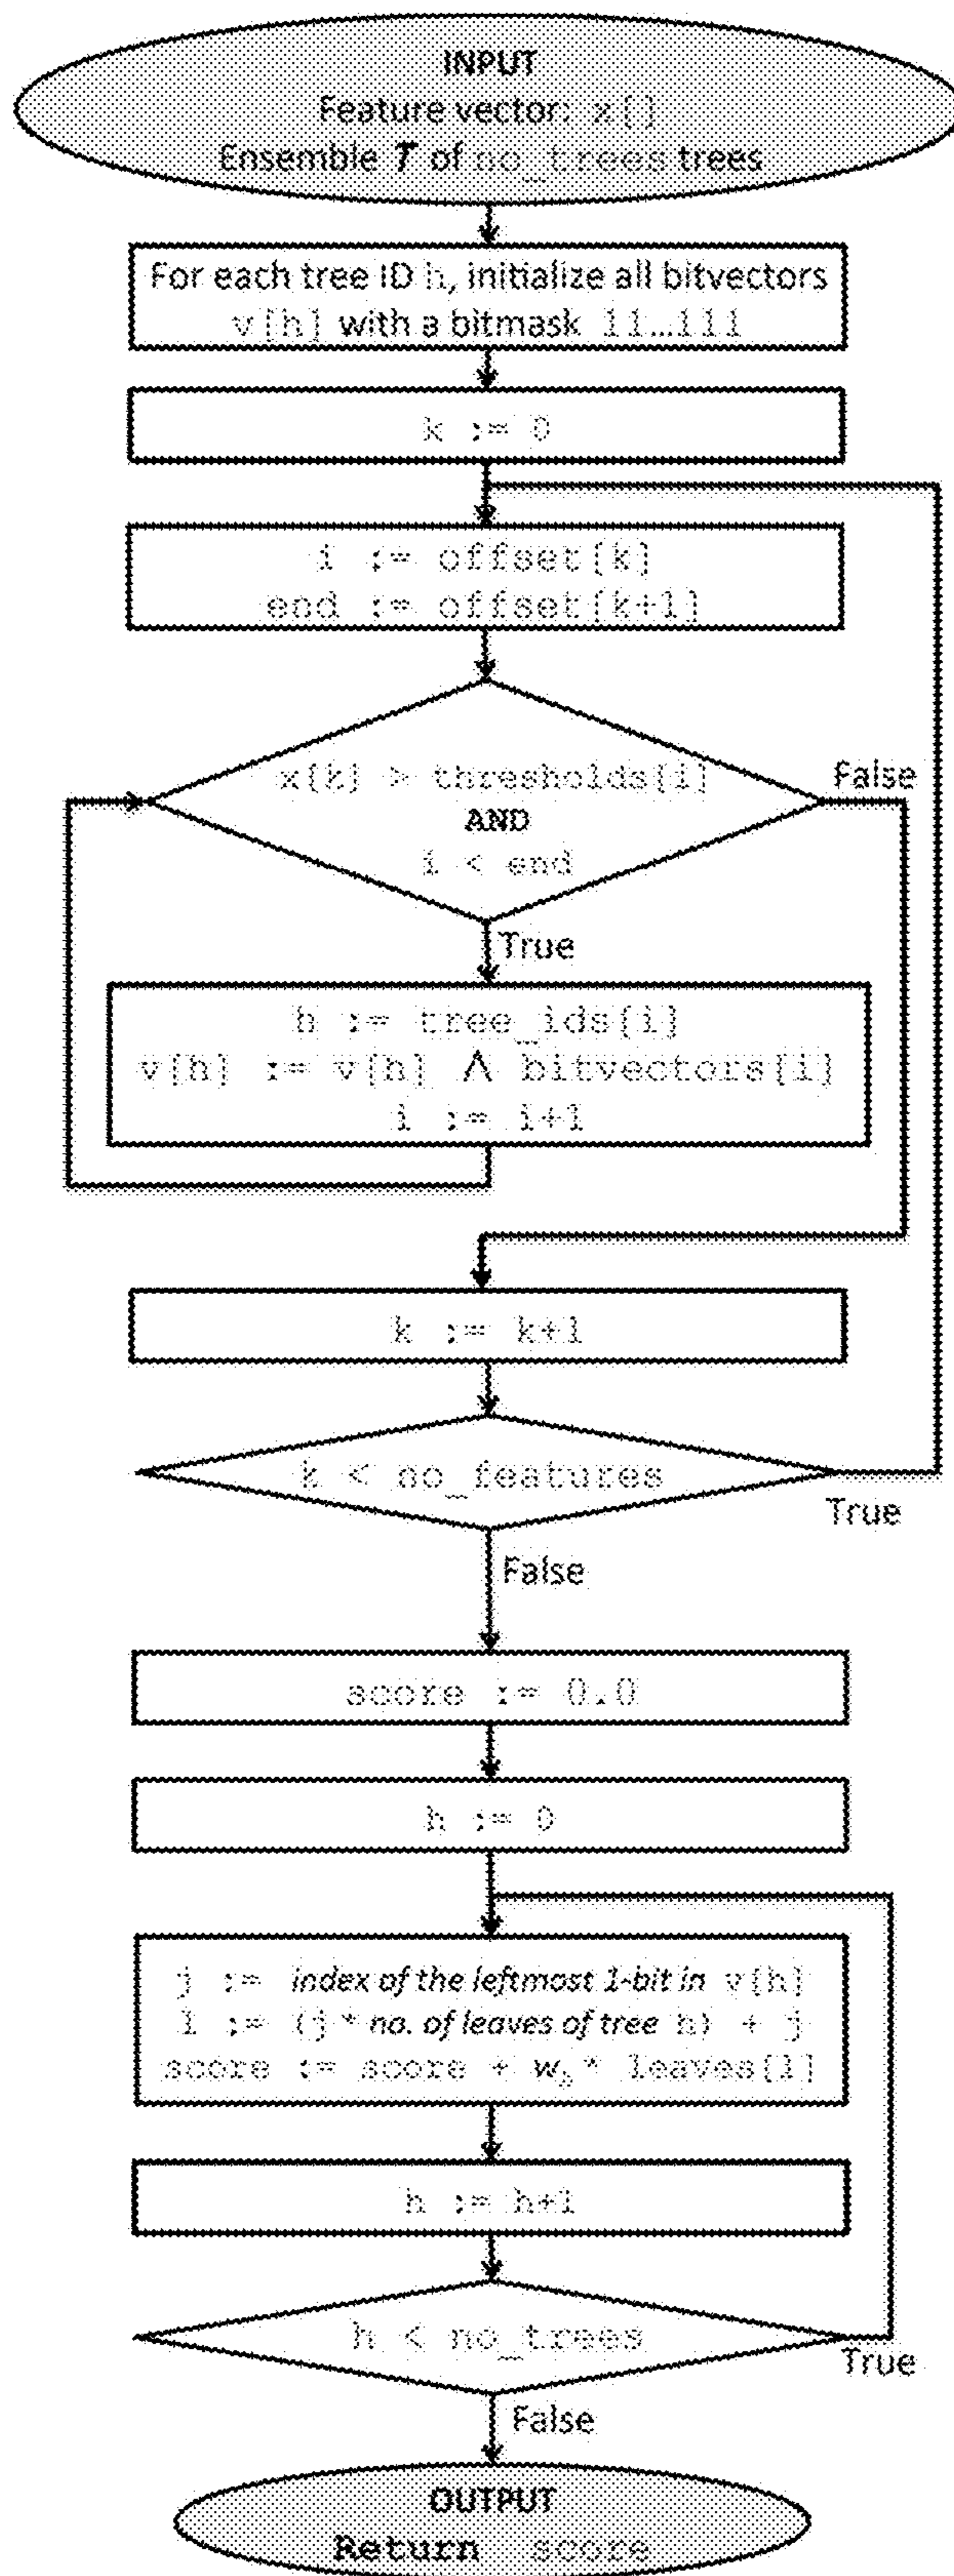 INPUT
Feature vector: x[]
Ensemble T of no_trees trees
For each tree ID h, initialize all bitvectors
v[h] with a bitmask 11…111
k := 0
i := offset[k]
end := offset[k+1]
x[k] > thresholds[i]
False
AND
i < end
True
h := tree_ids[i]
v[h] := v[h] ∧ bitvectors[i]
i := i+1
k := k+1
k < no_features
True
False
score := 0.0
h := 0
j := index of the leftmost 1-bit in v[h]
l := (j * no. of leaves of tree h) + j
score := score + wₕ * leaves[l]
h := h+1
h < no_trees
True
False
OUTPUT
Return score